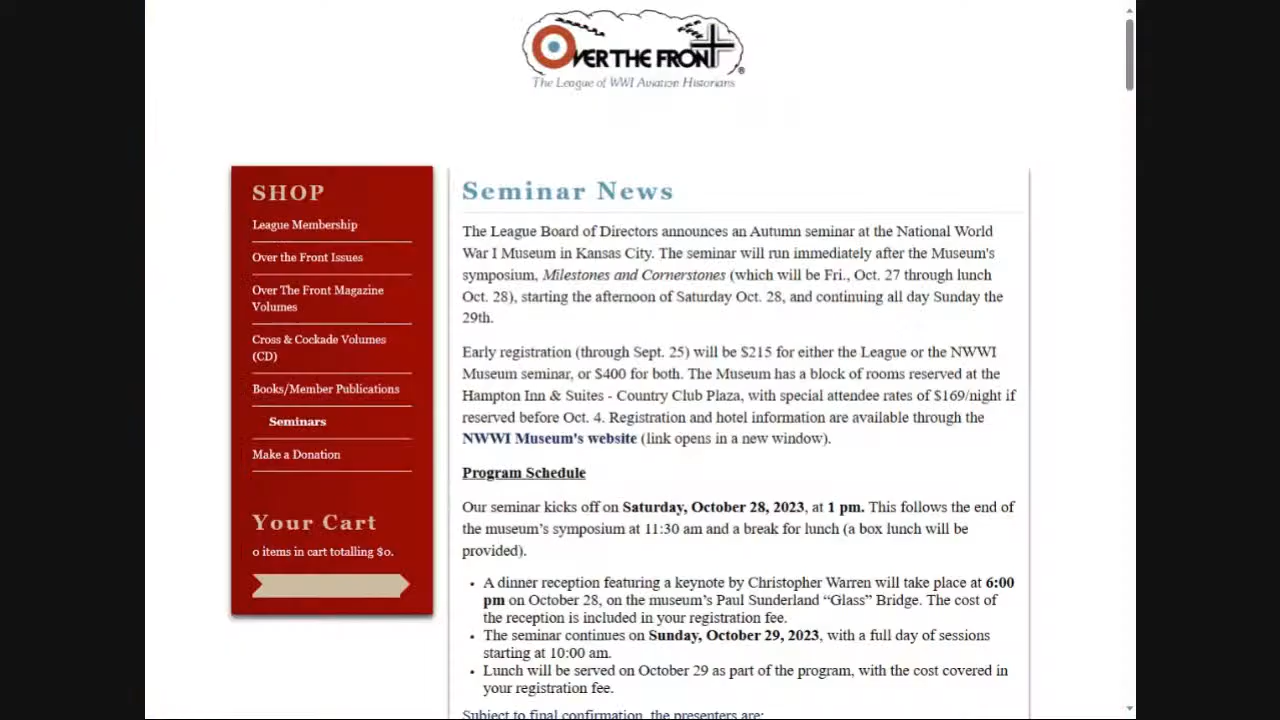 OVER THE FRONT®
The League of WWI Aviation Historians
SHOP
League Membership
Over the Front Issues
Over The Front Magazine
Volumes
Cross & Cockade Volumes
(CD)
Books/Member Publications
Seminars
Make a Donation
Your Cart
0 items in cart totalling $0.
Seminar News
The League Board of Directors announces an Autumn seminar at the National World
War I Museum in Kansas City. The seminar will run immediately after the Museum's
symposium, Milestones and Cornerstones (which will be Fri., Oct. 27 through lunch
Oct. 28), starting the afternoon of Saturday Oct. 28, and continuing all day Sunday the
29th.
Early registration (through Sept. 25) will be $215 for either the League or the NWWI
Museum seminar, or $400 for both. The Museum has a block of rooms reserved at the
Hampton Inn & Suites - Country Club Plaza, with special attendee rates of $169/night if
reserved before Oct. 4. Registration and hotel information are available through the
NWWI Museum's website (link opens in a new window).
Program Schedule
Our seminar kicks off on Saturday, October 28, 2023, at 1 pm. This follows the end of
the museum’s symposium at 11:30 am and a break for lunch (a box lunch will be
provided).
• A dinner reception featuring a keynote by Christopher Warren will take place at 6:00
pm on October 28, on the museum’s Paul Sunderland “Glass” Bridge. The cost of
the reception is included in your registration fee.
• The seminar continues on Sunday, October 29, 2023, with a full day of sessions
starting at 10:00 am.
• Lunch will be served on October 29 as part of the program, with the cost covered in
your registration fee.
Subject to final confirmation, the presenters are: